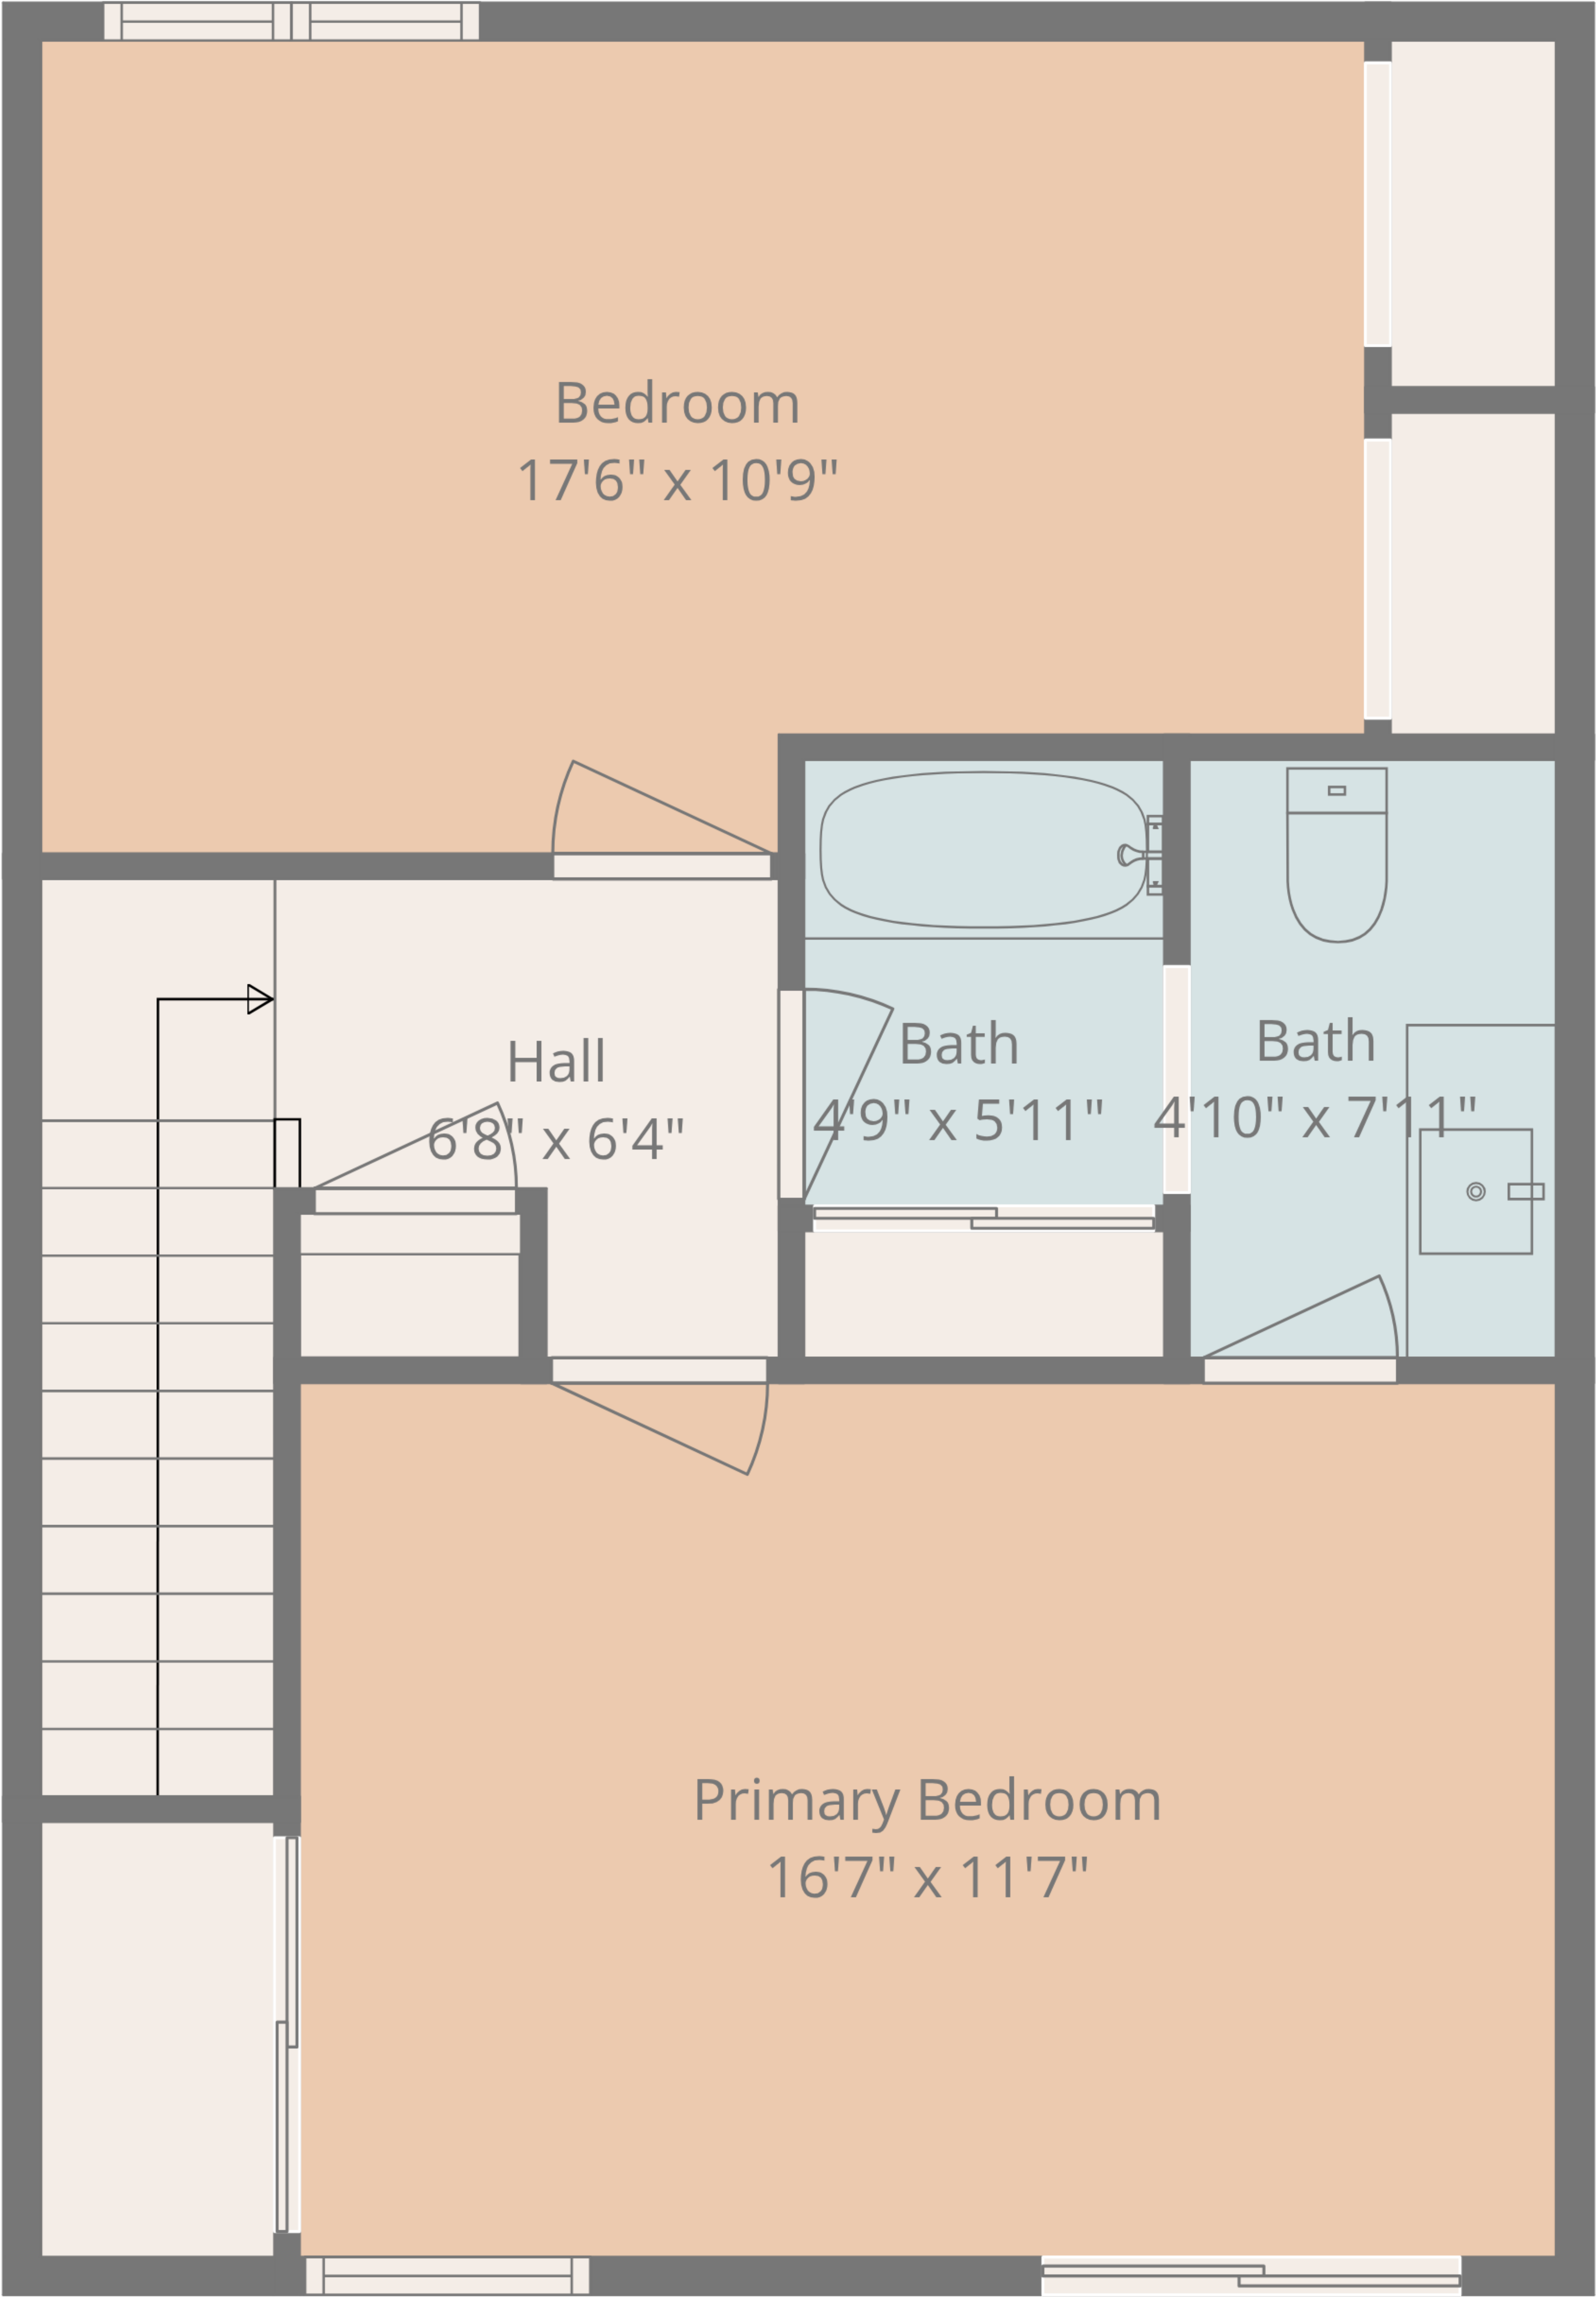 Bedroom
17'6" x 10'9"
Hall
6'8" x 6'4"
Bath
4'9" x 5'11"
Bath
4'10" x 7'11"
Primary Bedroom
16'7" x 11'7"